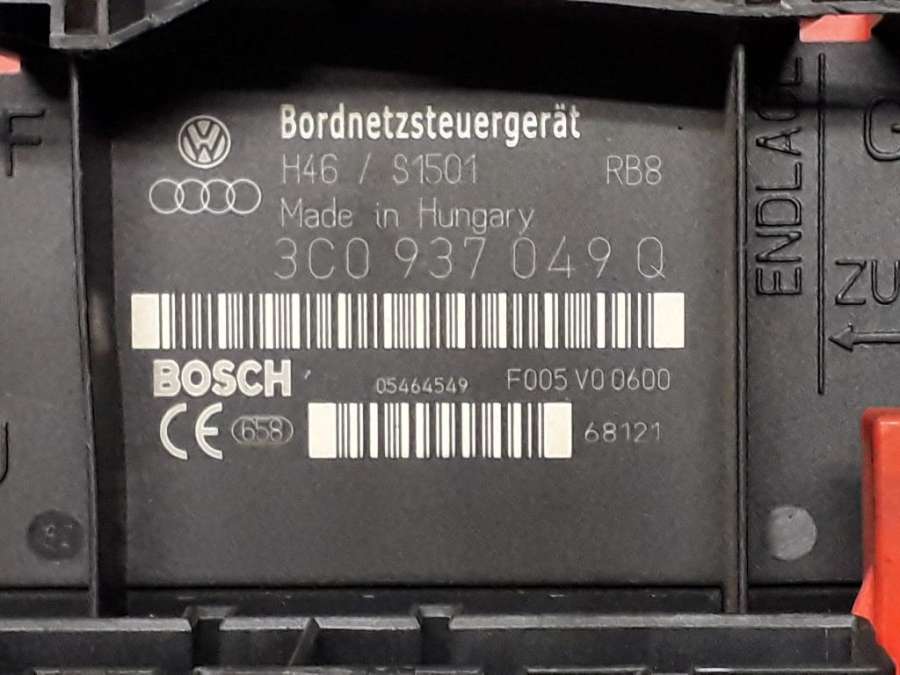 Bordnetzsteuergerät
H46 / S1501 RB8
Made in Hungary
3C0 937 049 Q
BOSCH 05464549 F005 V0 0600
CE 658 68121
F
ENDLAGE
ZU